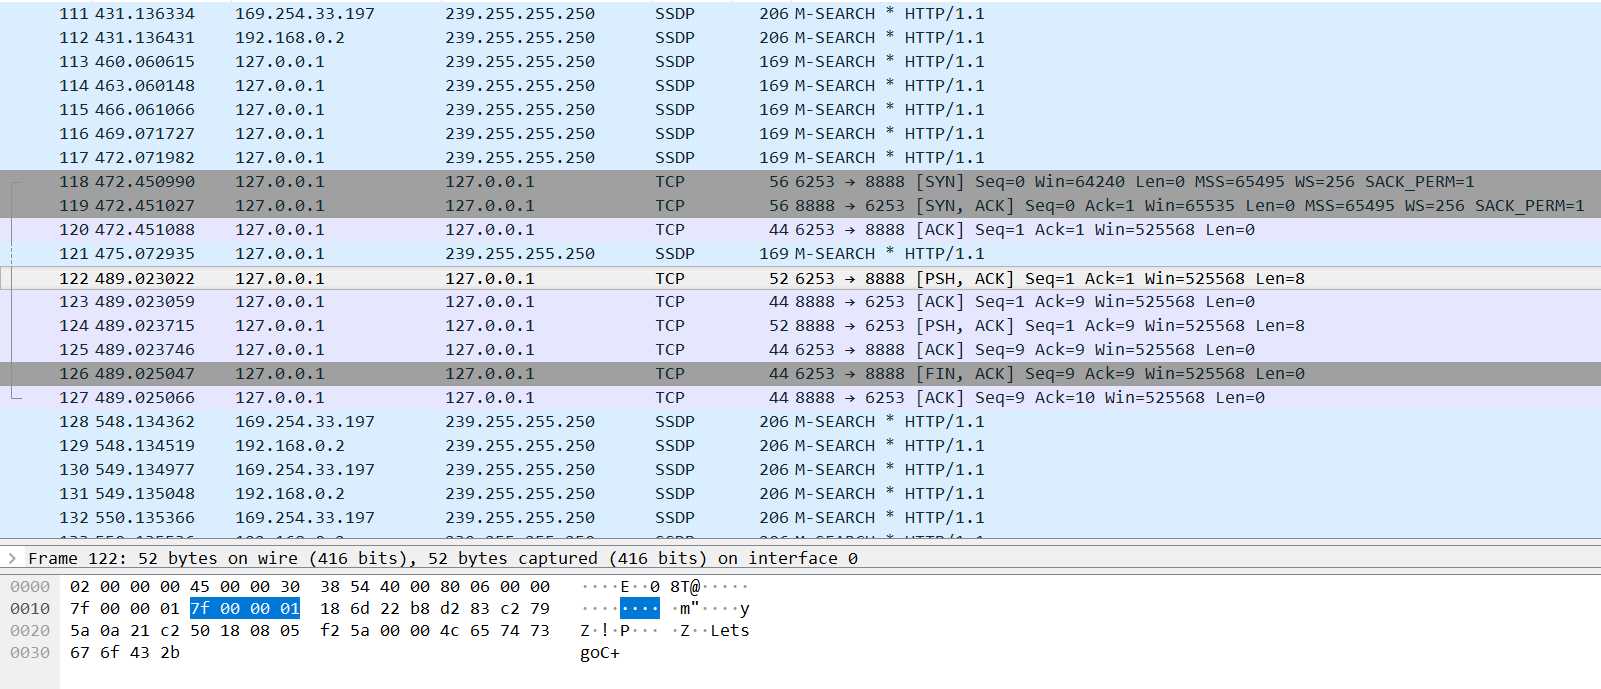 111 431.136334 169.254.33.197 239.255.255.250 SSDP 206 M-SEARCH * HTTP/1.1
112 431.136431 192.168.0.2 239.255.255.250 SSDP 206 M-SEARCH * HTTP/1.1
113 460.060615 127.0.0.1 239.255.255.250 SSDP 169 M-SEARCH * HTTP/1.1
114 463.060148 127.0.0.1 239.255.255.250 SSDP 169 M-SEARCH * HTTP/1.1
115 466.061066 127.0.0.1 239.255.255.250 SSDP 169 M-SEARCH * HTTP/1.1
116 469.071727 127.0.0.1 239.255.255.250 SSDP 169 M-SEARCH * HTTP/1.1
117 472.071982 127.0.0.1 239.255.255.250 SSDP 169 M-SEARCH * HTTP/1.1
118 472.450990 127.0.0.1 127.0.0.1 TCP 56 6253 → 8888 [SYN] Seq=0 Win=64240 Len=0 MSS=65495 WS=256 SACK_PERM=1
119 472.451027 127.0.0.1 127.0.0.1 TCP 56 8888 → 6253 [SYN, ACK] Seq=0 Ack=1 Win=65535 Len=0 MSS=65495 WS=256 SACK_PERM=1
120 472.451088 127.0.0.1 127.0.0.1 TCP 44 6253 → 8888 [ACK] Seq=1 Ack=1 Win=525568 Len=0
121 475.072935 127.0.0.1 239.255.255.250 SSDP 169 M-SEARCH * HTTP/1.1
122 489.023022 127.0.0.1 127.0.0.1 TCP 52 6253 → 8888 [PSH, ACK] Seq=1 Ack=1 Win=525568 Len=8
123 489.023059 127.0.0.1 127.0.0.1 TCP 44 8888 → 6253 [ACK] Seq=1 Ack=9 Win=525568 Len=0
124 489.023715 127.0.0.1 127.0.0.1 TCP 52 8888 → 6253 [PSH, ACK] Seq=1 Ack=9 Win=525568 Len=8
125 489.023746 127.0.0.1 127.0.0.1 TCP 44 6253 → 8888 [ACK] Seq=9 Ack=9 Win=525568 Len=0
126 489.025047 127.0.0.1 127.0.0.1 TCP 44 6253 → 8888 [FIN, ACK] Seq=9 Ack=9 Win=525568 Len=0
127 489.025066 127.0.0.1 127.0.0.1 TCP 44 8888 → 6253 [ACK] Seq=9 Ack=10 Win=525568 Len=0
128 548.134362 169.254.33.197 239.255.255.250 SSDP 206 M-SEARCH * HTTP/1.1
129 548.134519 192.168.0.2 239.255.255.250 SSDP 206 M-SEARCH * HTTP/1.1
130 549.134977 169.254.33.197 239.255.255.250 SSDP 206 M-SEARCH * HTTP/1.1
131 549.135048 192.168.0.2 239.255.255.250 SSDP 206 M-SEARCH * HTTP/1.1
132 550.135366 169.254.33.197 239.255.255.250 SSDP 206 M-SEARCH * HTTP/1.1
Frame 122: 52 bytes on wire (416 bits), 52 bytes captured (416 bits) on interface 0
0000 02 00 00 00 45 00 00 30 38 54 40 00 80 06 00 00 ····E··0 8T@·····
0010 7f 00 00 01 7f 00 00 01 18 6d 22 b8 d2 83 c2 79 ········ ·m"····y
0020 5a 0a 21 c2 50 18 08 05 f2 5a 00 00 4c 65 74 73 Z·!·P··· ·Z··Lets
0030 67 6f 43 2b goC+